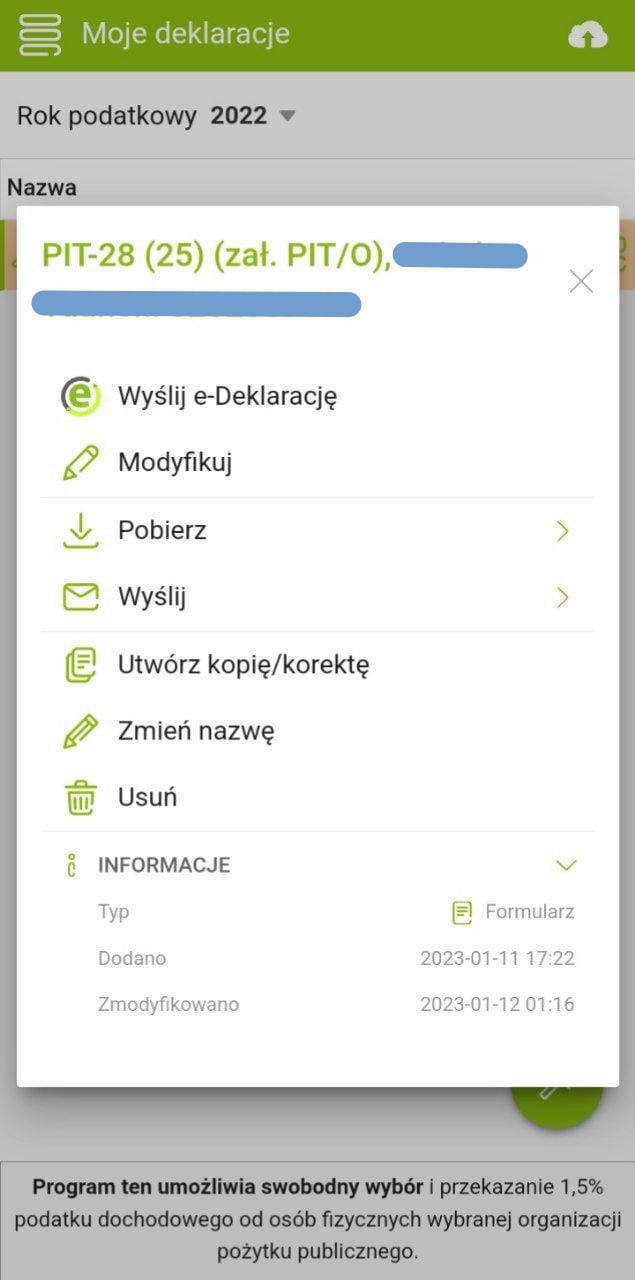 Moje deklaracje
Rok podatkowy 2022
Nazwa
PIT-28 (25) (zał. PIT/O),
Wyślij e-Deklarację
Modyfikuj
Pobierz
Wyślij
Utwórz kopię/korektę
Zmień nazwę
Usuń
INFORMACJE
Typ Formularz
Dodano 2023-01-11 17:22
Zmodyfikowano 2023-01-12 01:16
Program ten umożliwia swobodny wybór i przekazanie 1,5%
podatku dochodowego od osób fizycznych wybranej organizacji
pożytku publicznego.